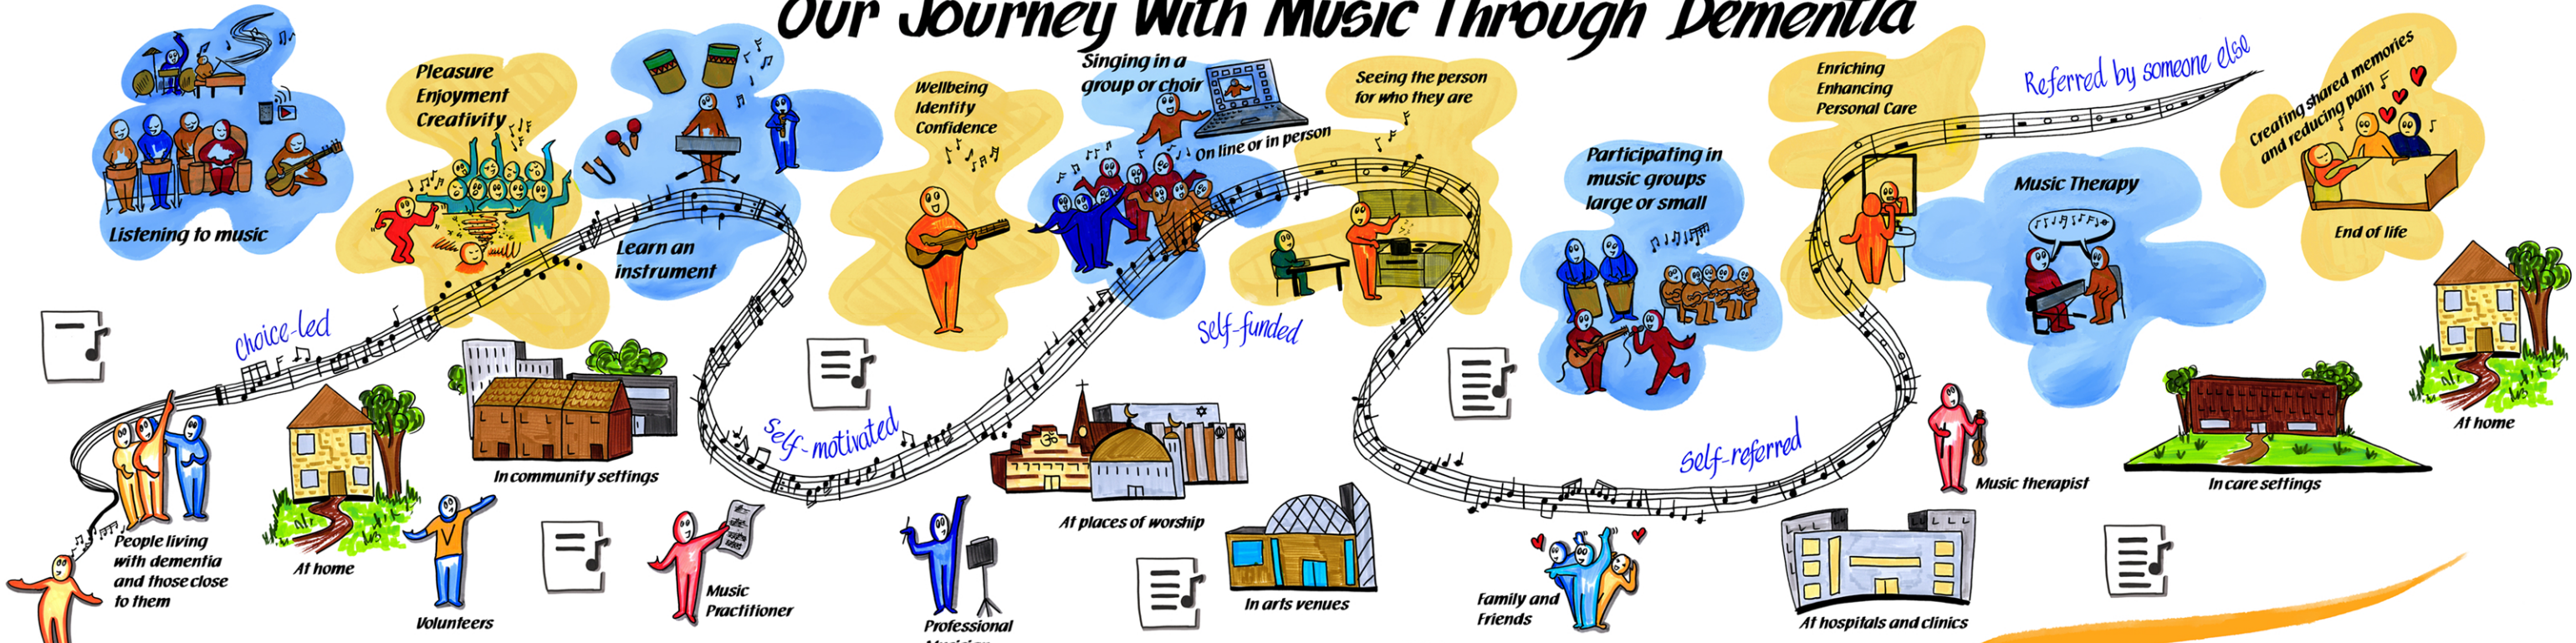 Our Journey With Music Through Dementia
Listening to music
Pleasure
Enjoyment
Creativity
Learn an
instrument
Wellbeing
Identity
Confidence
Singing in a
group or choir
On line or in person
Seeing the person
for who they are
Participating in
music groups
large or small
Enriching
Enhancing
Personal Care
Referred by someone else
Music Therapy
Creating shared memories
and reducing pain
End of life
Choice-led
Self-motivated
Self-funded
Self-referred
People living
with dementia
and those close
to them
At home
V
Volunteers
In community settings
Music
Practitioner
Professional
At places of worship
In arts venues
Family and
Friends
At hospitals and clinics
Music therapist
In care settings
At home